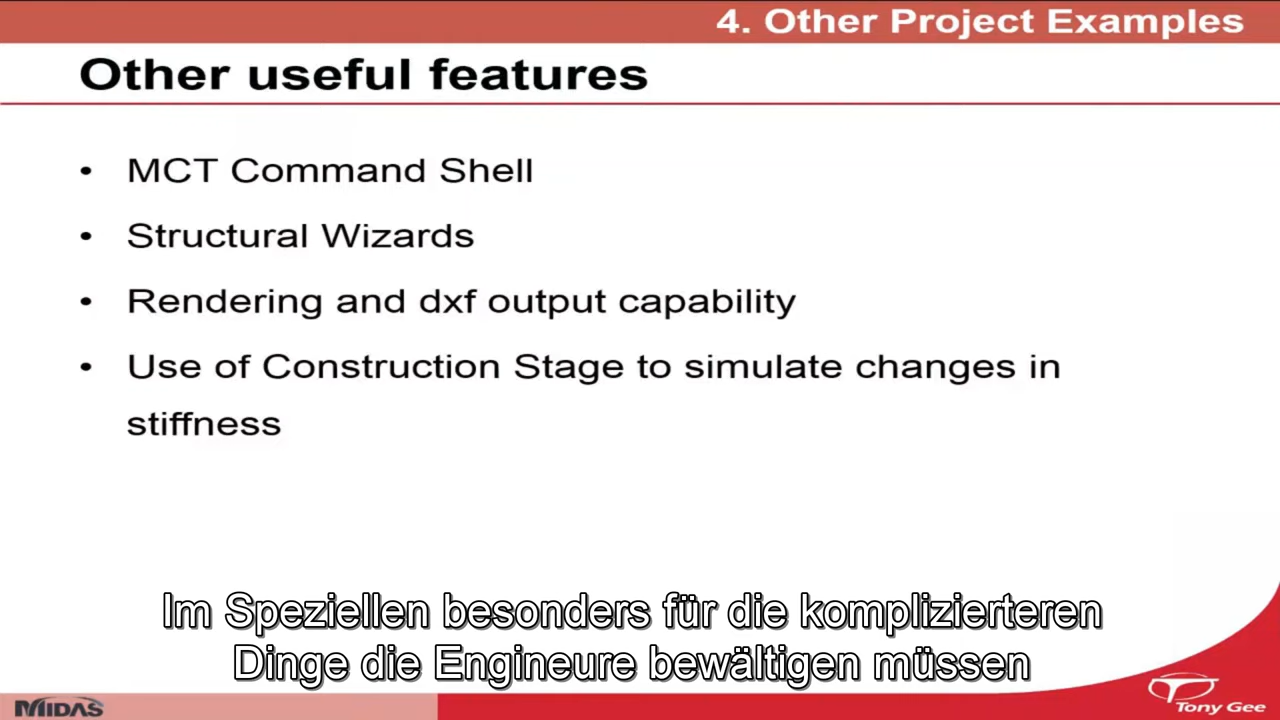 4. Other Project Examples
Other useful features
• MCT Command Shell
• Structural Wizards
• Rendering and dxf output capability
• Use of Construction Stage to simulate changes in
stiffness
Im Speziellen besonders für die komplizierteren
Dinge die Engineure bewältigen müssen
MIDAS
Tony Gee